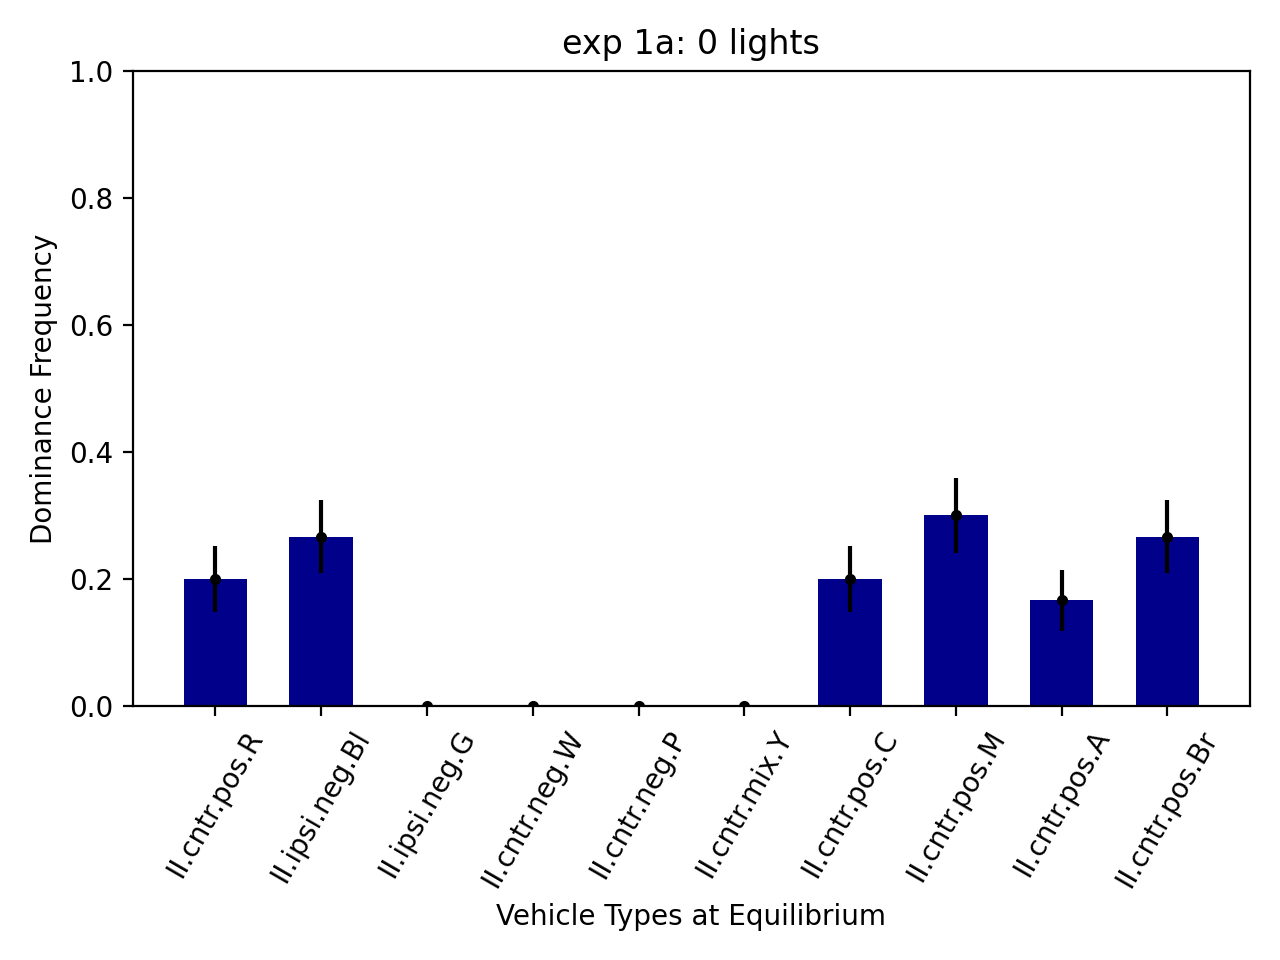 exp 1a: 0 lights
1.0
0.8
0.6
0.4
0.2
0.0
Dominance Frequency
II.cntr.pos.R
II.ipsi.neg.Bl
II.ipsi.neg.G
II.cntr.neg.W
II.cntr.neg.P
II.cntr.mix.Y
II.cntr.pos.C
II.cntr.pos.M
II.cntr.pos.A
II.cntr.pos.Br
Vehicle Types at Equilibrium